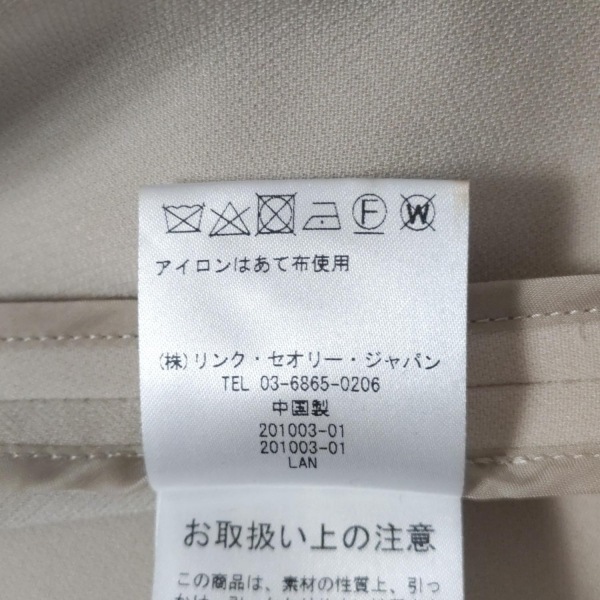 F W
アイロンはあて布使用
(株)リンク・セオリー・ジャパン
TEL 03-6865-0206
中国製
201003-01
201003-01
LAN
お取扱い上の注意
この商品は、素材の性質上、引っ